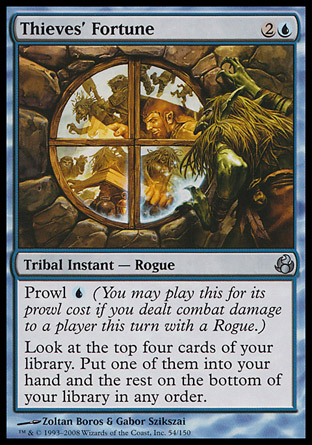 Thieves' Fortune 2
Tribal Instant — Rogue
Prowl (You may play this for its
prowl cost if you dealt combat damage
to a player this turn with a Rogue.)
Look at the top four cards of your
library. Put one of them into your
hand and the rest on the bottom of
your library in any order.
Zoltan Boros & Gabor Szikszai
™ & © 1993–2008 Wizards of the Coast, Inc. 54/150